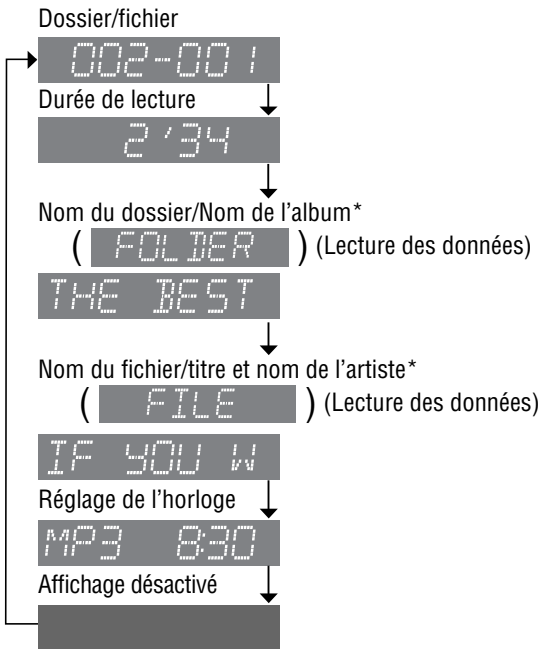 Dossier/fichier
002-001
Durée de lecture
2'34
Nom du dossier/Nom de l'album*
( FOLDER ) (Lecture des données)
THE BEST
Nom du fichier/titre et nom de l'artiste*
( FILE ) (Lecture des données)
IF YOU W
Réglage de l'horloge
MP3 8:30
Affichage désactivé